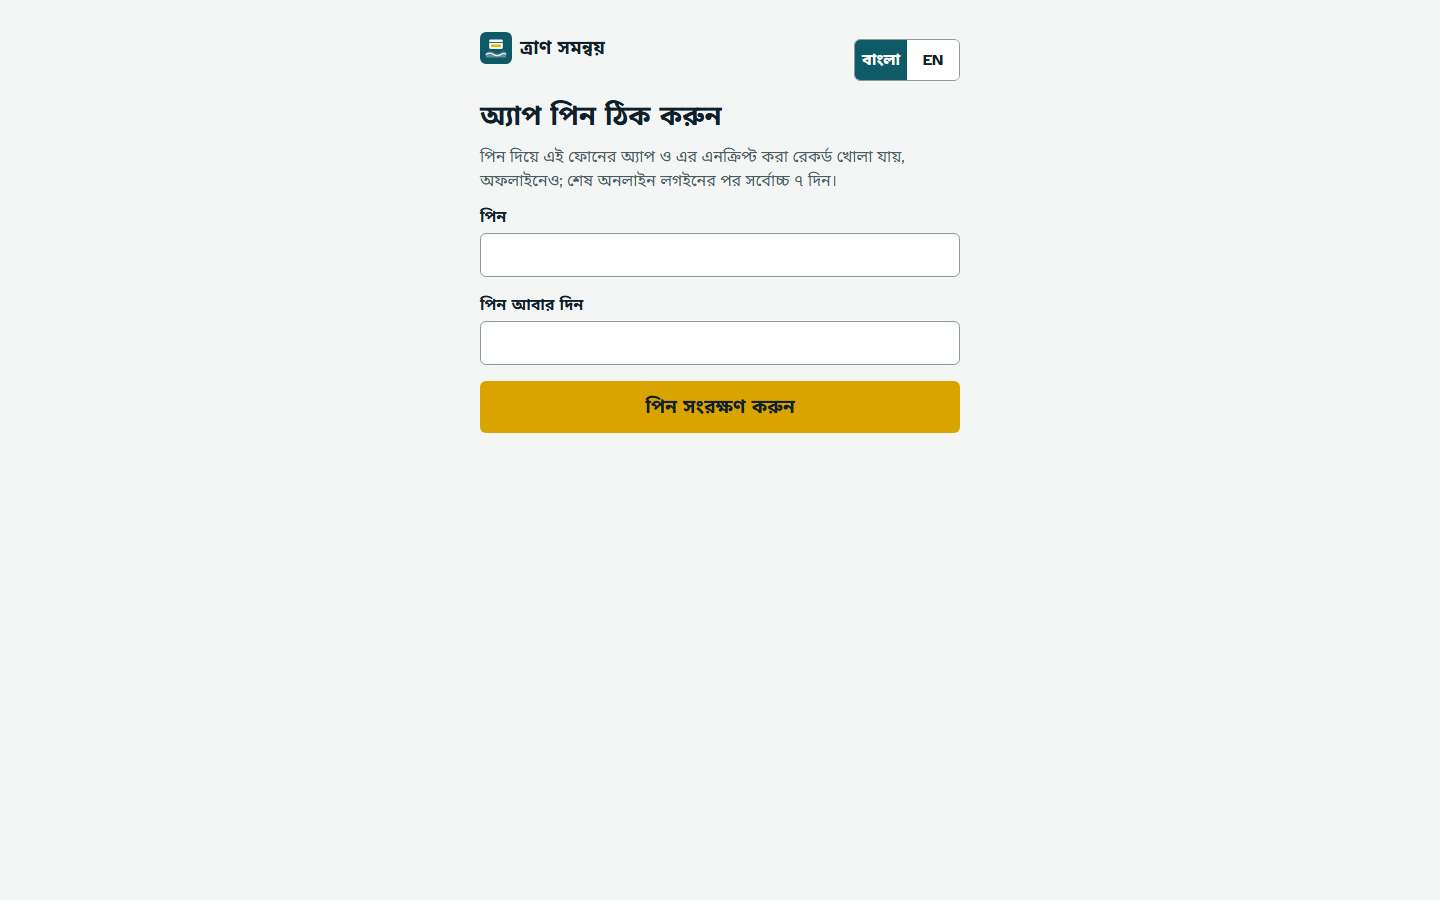 ত্রাণ সমন্বয়
বাংলা EN
অ্যাপ পিন ঠিক করুন
পিন দিয়ে এই ফোনের অ্যাপ ও এর এনক্রিপ্ট করা রেকর্ড খোলা যায়,
অফলাইনেও; শেষ অনলাইন লগইনের পর সর্বোচ্চ ৭ দিন।
পিন
পিন আবার দিন
পিন সংরক্ষণ করুন